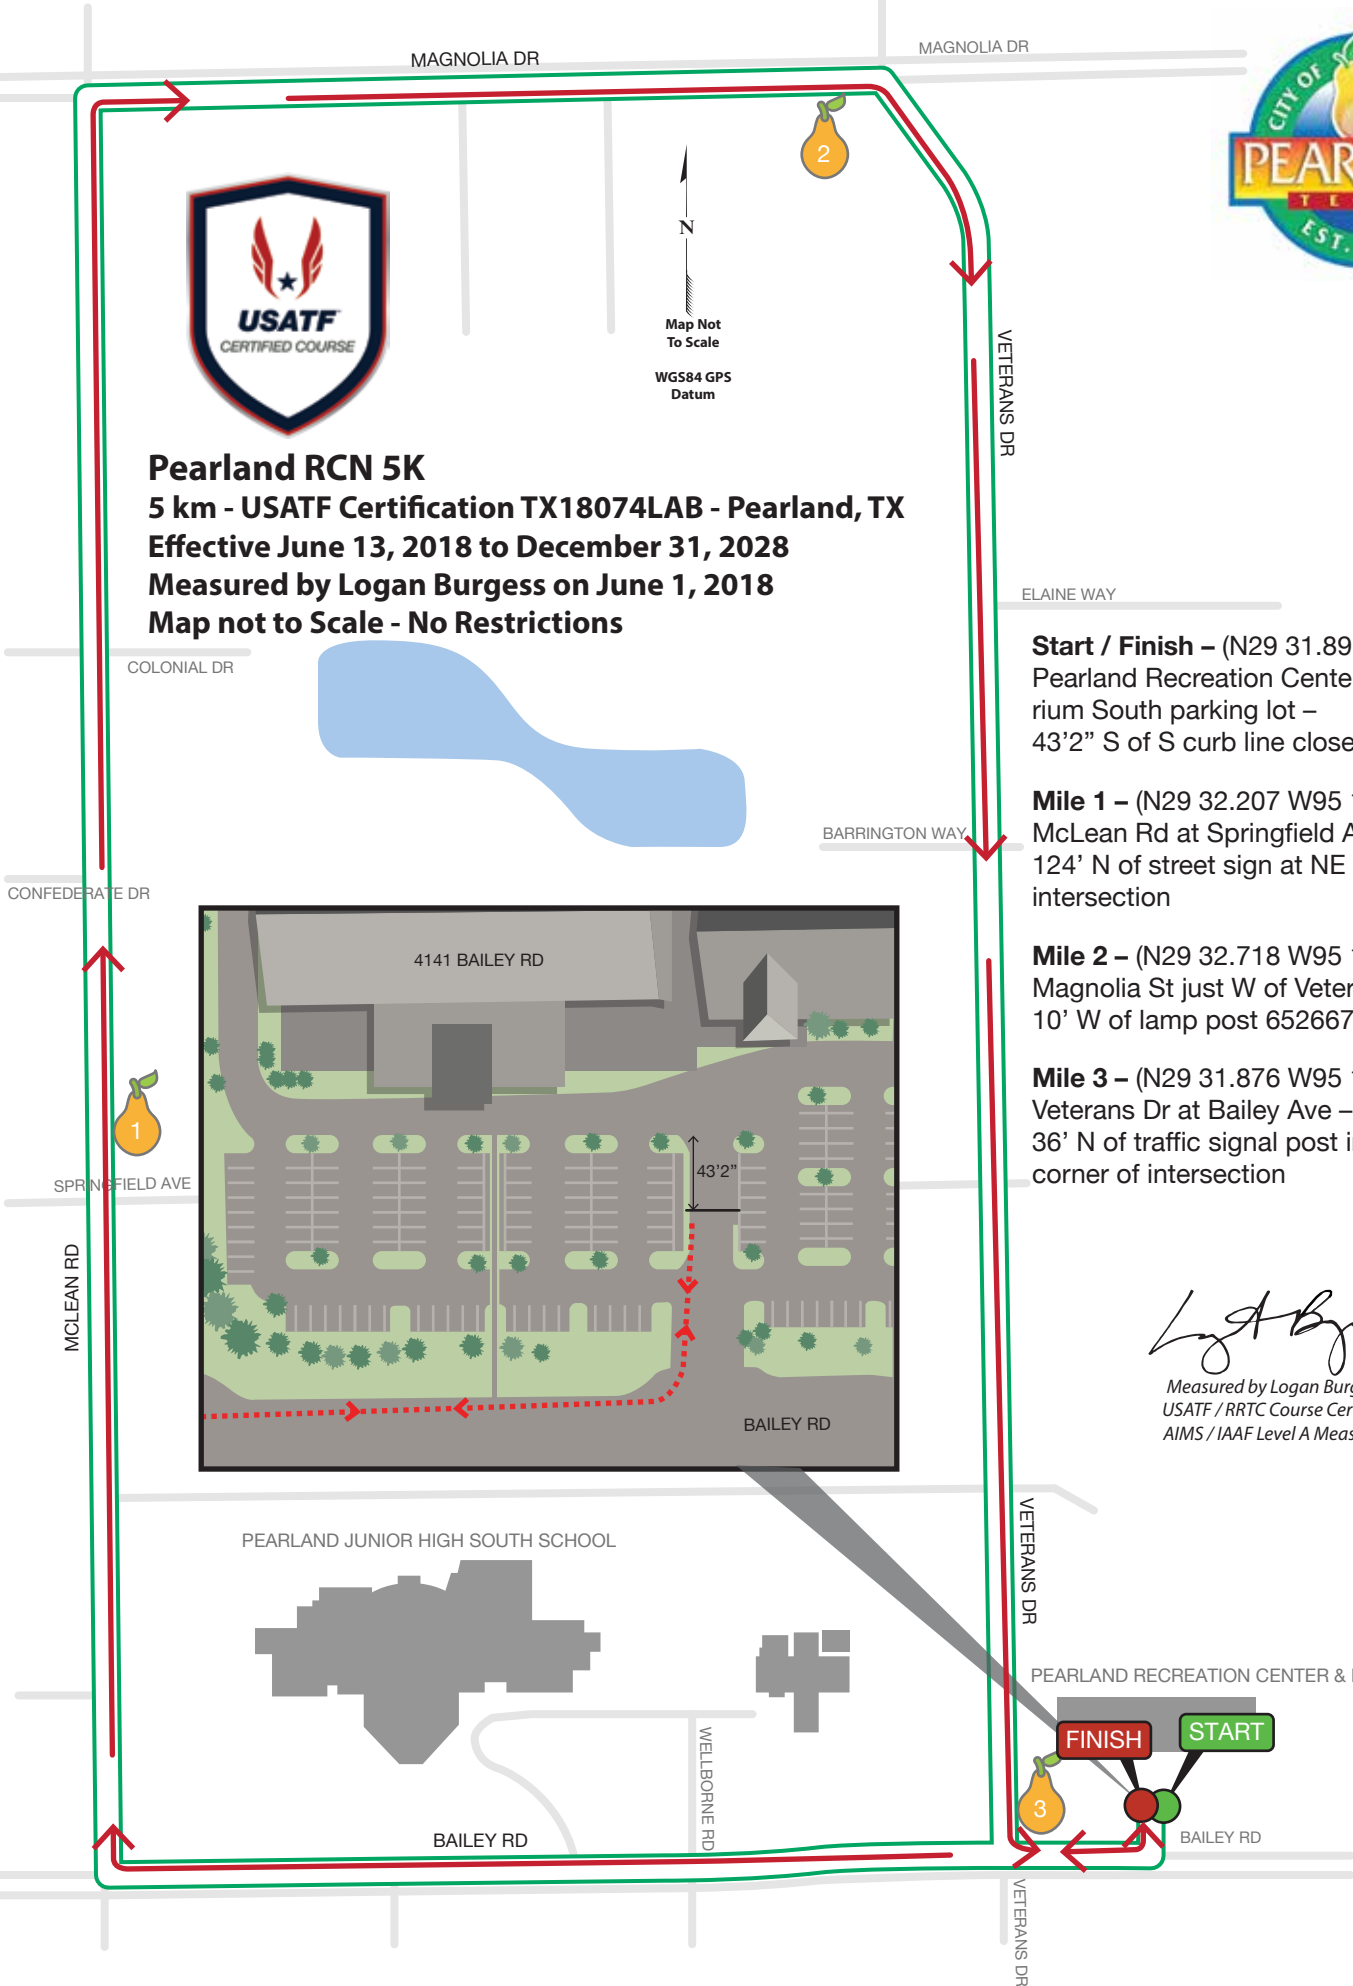 MAGNOLIA DR
MAGNOLIA DR
CITY OF
PEAR
EST.
2
N
Map Not
To Scale
WGS84 GPS
Datum
USATF
CERTIFIED COURSE
VETERANS DR
Pearland RCN 5K
5 km - USATF Certification TX18074LAB - Pearland, TX
Effective June 13, 2018 to December 31, 2028
Measured by Logan Burgess on June 1, 2018
Map not to Scale - No Restrictions
ELAINE WAY
COLONIAL DR
Start / Finish – (N29 31.89
Pearland Recreation Cente
rium South parking lot –
43’2” S of S curb line close
BARRINGTON WAY
Mile 1 – (N29 32.207 W95
McLean Rd at Springfield A
124’ N of street sign at NE
intersection
CONFEDERATE DR
4141 BAILEY RD
Mile 2 – (N29 32.718 W95
Magnolia St just W of Veter
10’ W of lamp post 652667
Mile 3 – (N29 31.876 W95
Veterans Dr at Bailey Ave –
36’ N of traffic signal post i
corner of intersection
1
43’2”
SPRINGFIELD AVE
MCLEAN RD
Measured by Logan Burg
USATF / RRTC Course Cer
AIMS / IAAF Level A Meas
BAILEY RD
PEARLAND JUNIOR HIGH SOUTH SCHOOL
VETERANS DR
PEARLAND RECREATION CENTER &
FINISH
START
WELLBORNE RD
3
BAILEY RD
BAILEY RD
VETERANS DR